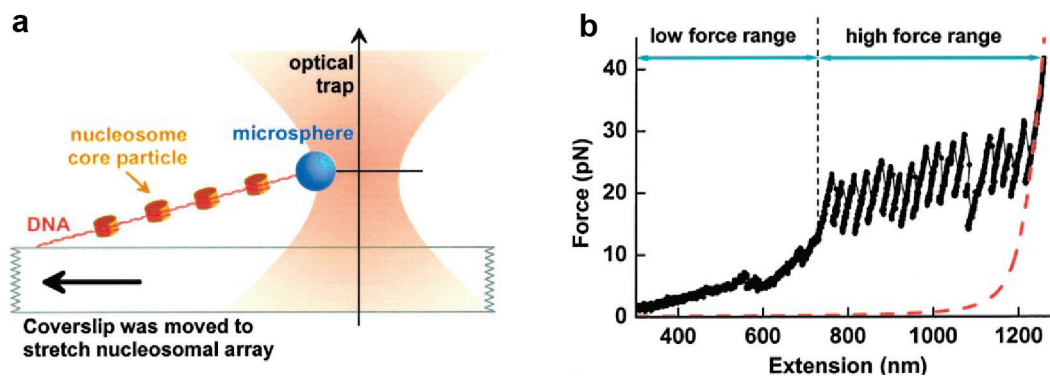 a
optical
trap
microsphere
nucleosome
core particle
DNA
Coverslip was moved to
stretch nucleosomal array
b
low force range
high force range
Force (pN)
40
30
20
10
0
400
600
800
1000
1200
Extension (nm)